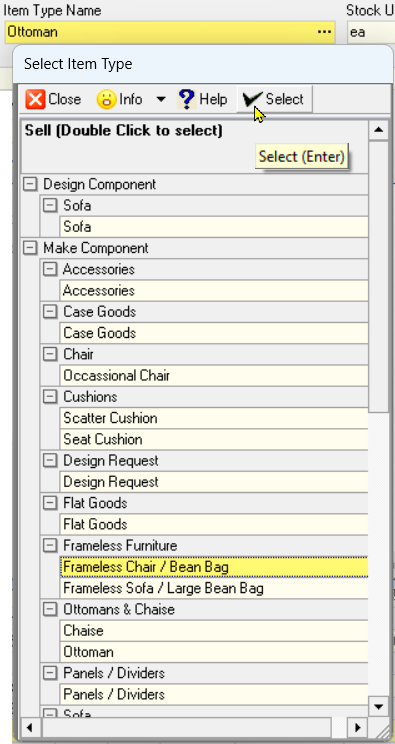 Item Type Name Stock U
Ottoman ... ea
Select Item Type
Close Info Help Select
Sell (Double Click to select)
Select (Enter)
Design Component
Sofa
Sofa
Make Component
Accessories
Accessories
Case Goods
Case Goods
Chair
Occassional Chair
Cushions
Scatter Cushion
Seat Cushion
Design Request
Design Request
Flat Goods
Flat Goods
Frameless Furniture
Frameless Chair / Bean Bag
Frameless Sofa / Large Bean Bag
Ottomans & Chaise
Chaise
Ottoman
Panels / Dividers
Panels / Dividers
Sofa